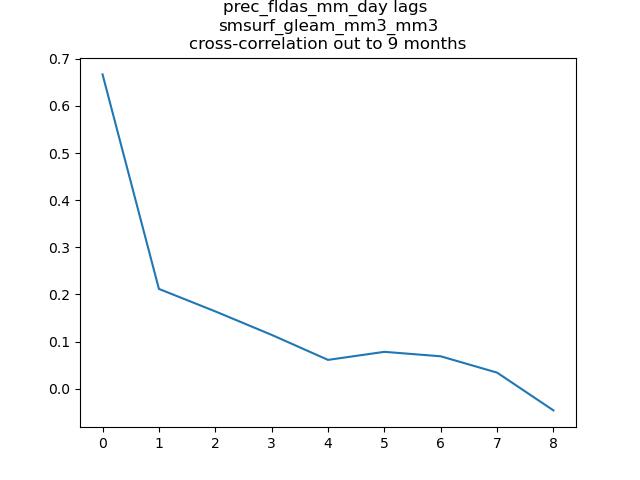 prec_fldas_mm_day lags
smsurf_gleam_mm3_mm3
cross-correlation out to 9 months
0.7
0.6
0.5
0.4
0.3
0.2
0.1
0.0
0 1 2 3 4 5 6 7 8